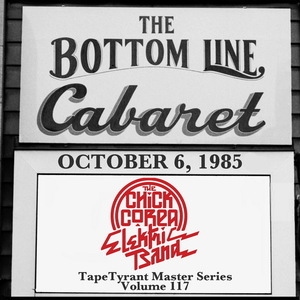 THE
BOTTOM LINE,
Cabaret
OCTOBER 6, 1985
THE
CHICK
COREA
Elektric
Band
TapeTyrant Master Series
Volume 117